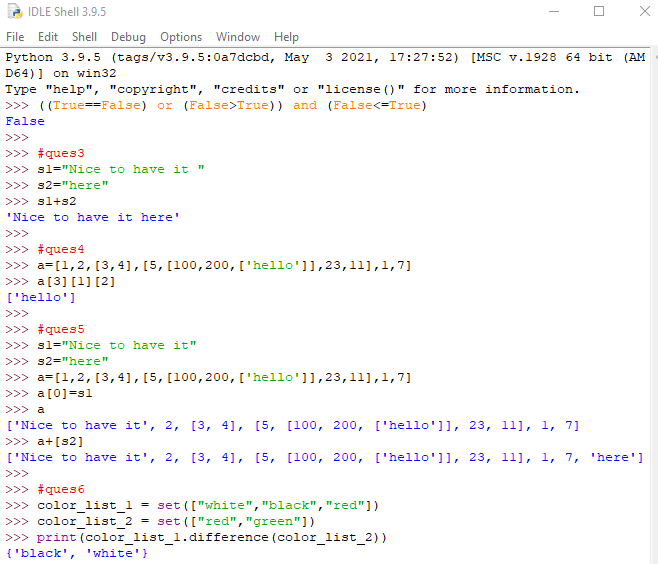 IDLE Shell 3.9.5
File Edit Shell Debug Options Window Help
Python 3.9.5 (tags/v3.9.5:0a7dcbd, May  3 2021, 17:27:52) [MSC v.1928 64 bit (AM
D64)] on win32
Type "help", "copyright", "credits" or "license()" for more information.
>>> ((True==False) or (False>True)) and (False<=True)
False
>>>
>>> #ques3
>>> s1="Nice to have it "
>>> s2="here"
>>> s1+s2
'Nice to have it here'
>>>
>>> #ques4
>>> a=[1,2,[3,4],[5,[100,200,['hello']],23,11],1,7]
>>> a[3][1][2]
['hello']
>>>
>>> #ques5
>>> s1="Nice to have it"
>>> s2="here"
>>> a=[1,2,[3,4],[5,[100,200,['hello']],23,11],1,7]
>>> a[0]=s1
>>> a
['Nice to have it', 2, [3, 4], [5, [100, 200, ['hello']], 23, 11], 1, 7]
>>> a+[s2]
['Nice to have it', 2, [3, 4], [5, [100, 200, ['hello']], 23, 11], 1, 7, 'here']
>>>
>>> #ques6
>>> color_list_1 = set(["white","black","red"])
>>> color_list_2 = set(["red","green"])
>>> print(color_list_1.difference(color_list_2))
{'black', 'white'}